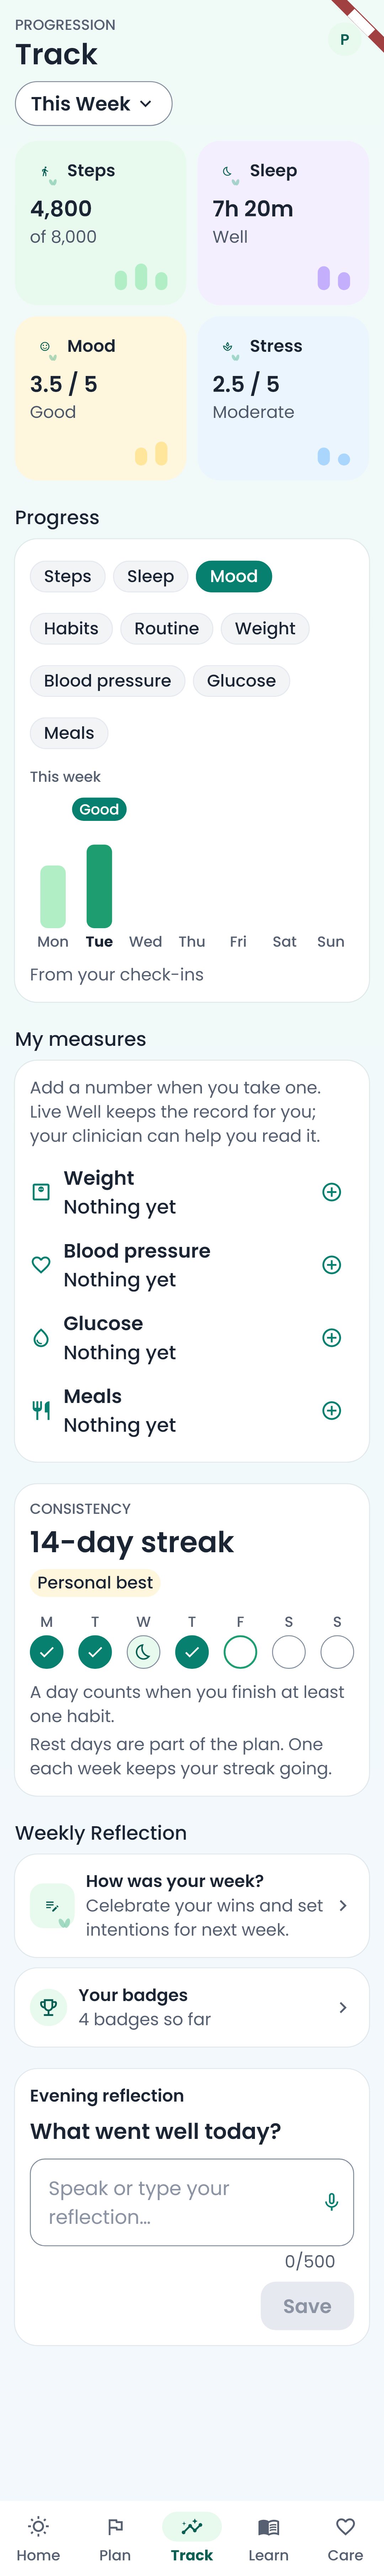 PROGRESSION
Track
P
This Week
Steps
4,800
of 8,000
Sleep
7h 20m
Well
Mood
3.5 / 5
Good
Stress
2.5 / 5
Moderate
Progress
Steps
Sleep
Mood
Habits
Routine
Weight
Blood pressure
Glucose
Meals
This week
Good
Mon Tue Wed Thu Fri Sat Sun
From your check-ins
My measures
Add a number when you take one.
Live Well keeps the record for you;
your clinician can help you read it.
Weight
Nothing yet
Blood pressure
Nothing yet
Glucose
Nothing yet
Meals
Nothing yet
CONSISTENCY
14-day streak
Personal best
M T W T F S S
A day counts when you finish at least
one habit.
Rest days are part of the plan. One
each week keeps your streak going.
Weekly Reflection
How was your week?
Celebrate your wins and set
intentions for next week.
Your badges
4 badges so far
Evening reflection
What went well today?
Speak or type your
reflection...
0/500
Save
Home Plan Track Learn Care